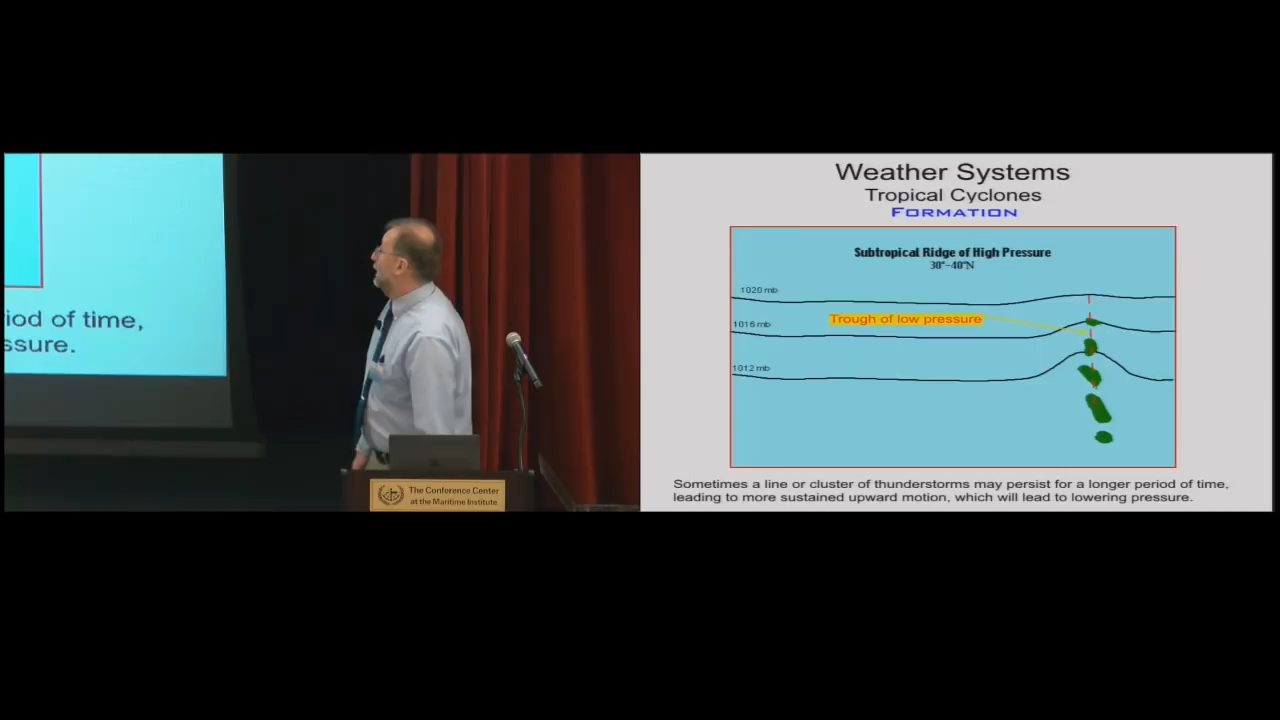 iod of time,
ssure.
The Conference Center
at the Maritime Institute
Weather Systems
Tropical Cyclones
FORMATION
Subtropical Ridge of High Pressure
30°-40°N
1020 mb
Trough of low pressure
1016 mb
1012 mb
Sometimes a line or cluster of thunderstorms may persist for a longer period of time,
leading to more sustained upward motion, which will lead to lowering pressure.